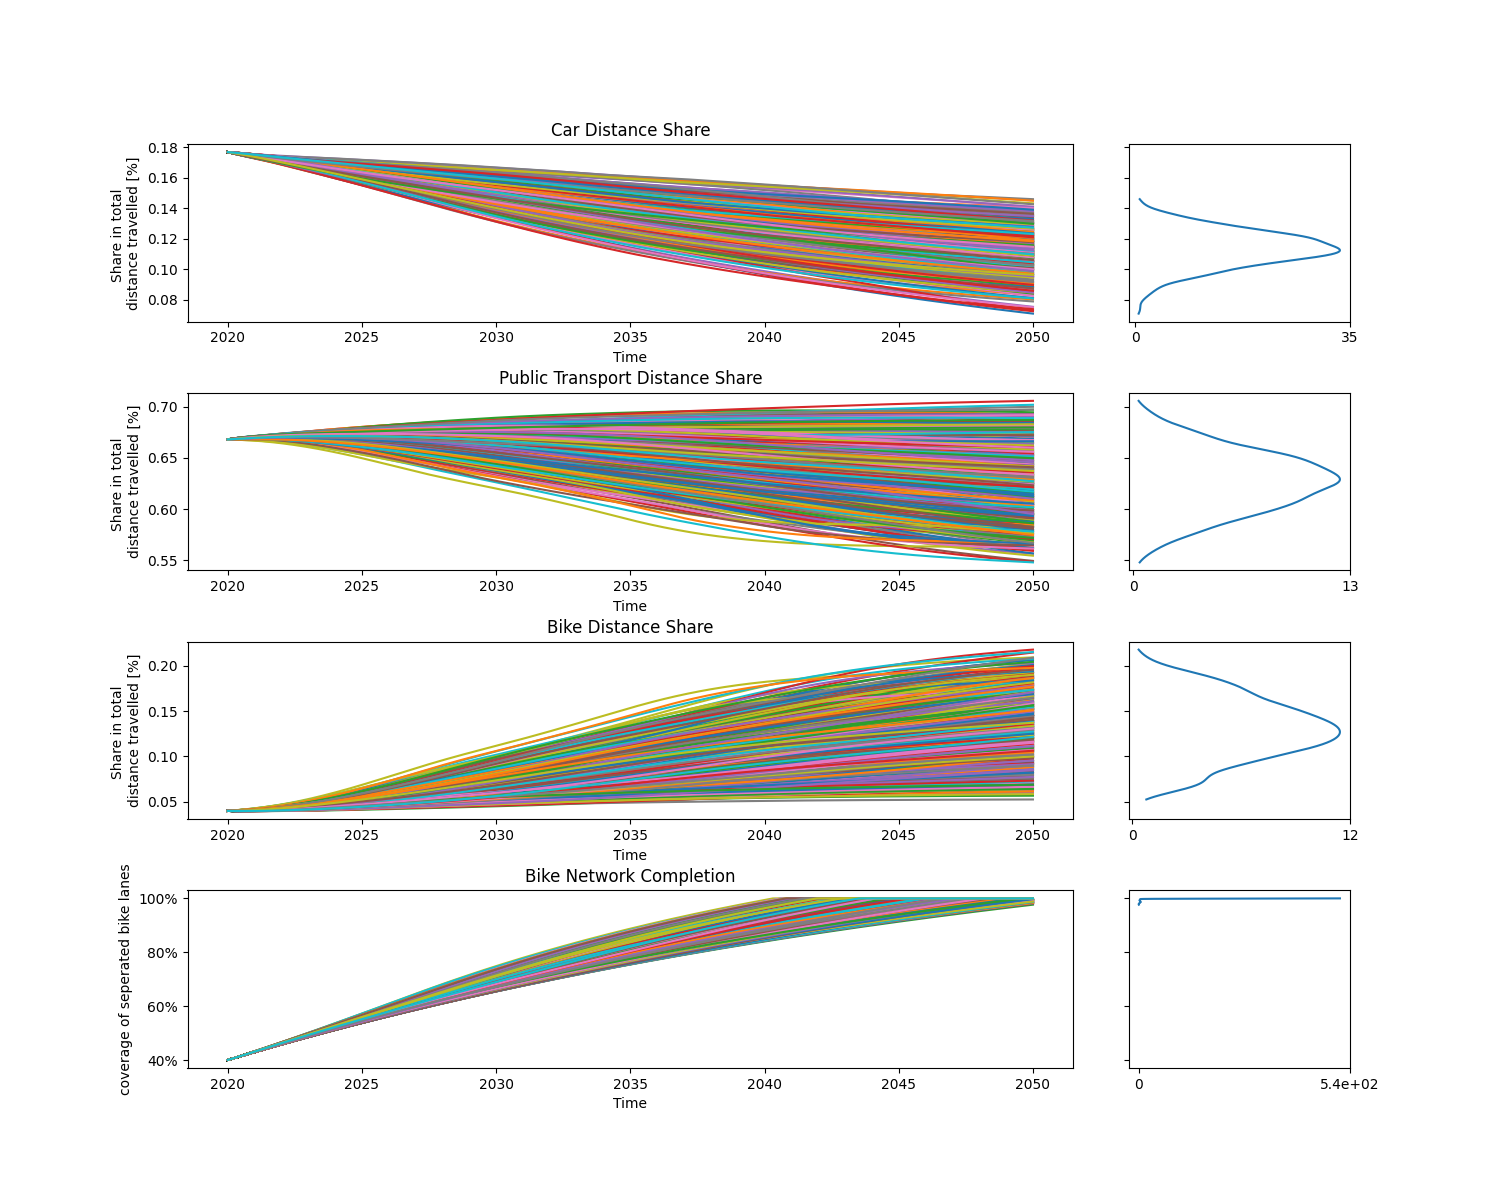 Car Distance Share
Share in total
distance travelled [%]
0.18
0.16
0.14
0.12
0.10
0.08
2020 2025 2030 2035 2040 2045 2050
Time
0 35
Public Transport Distance Share
Share in total
distance travelled [%]
0.70
0.65
0.60
0.55
2020 2025 2030 2035 2040 2045 2050
Time
0 13
Bike Distance Share
Share in total
distance travelled [%]
0.20
0.15
0.10
0.05
2020 2025 2030 2035 2040 2045 2050
Time
0 12
Bike Network Completion
coverage of seperated bike lanes
100%
80%
60%
40%
2020 2025 2030 2035 2040 2045 2050
Time
0 5.4e+02